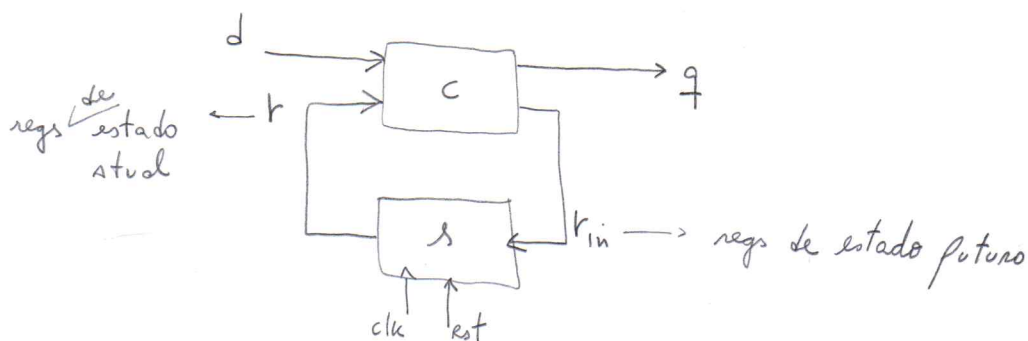 d
C
q
r
regs de estado
atual
s
rin
regs de estado futuro
clk
rst